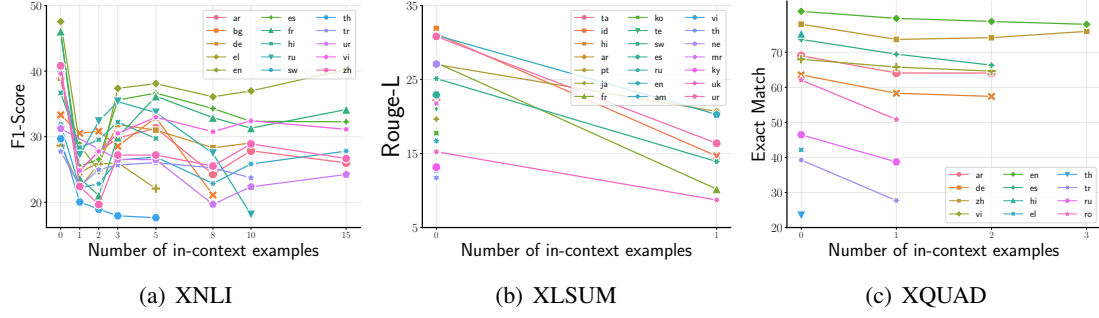 50
40
30
20
F1-Score
ar
bg
de
el
en
es
fr
hi
ru
sw
th
tr
ur
vi
zh
0 1 2 3 5 8 10 15
Number of in-context examples
(a) XNLI
35
25
15
5
Rouge-L
ta
id
hi
ar
pt
ja
fr
ko
te
sw
es
ru
en
am
vi
th
ne
mr
ky
uk
ur
0 1
Number of in-context examples
(b) XLSUM
80
70
60
50
40
30
20
Exact Match
ar
de
zh
vi
en
es
hi
el
th
tr
ru
ro
0 1 2 3
Number of in-context examples
(c) XQUAD